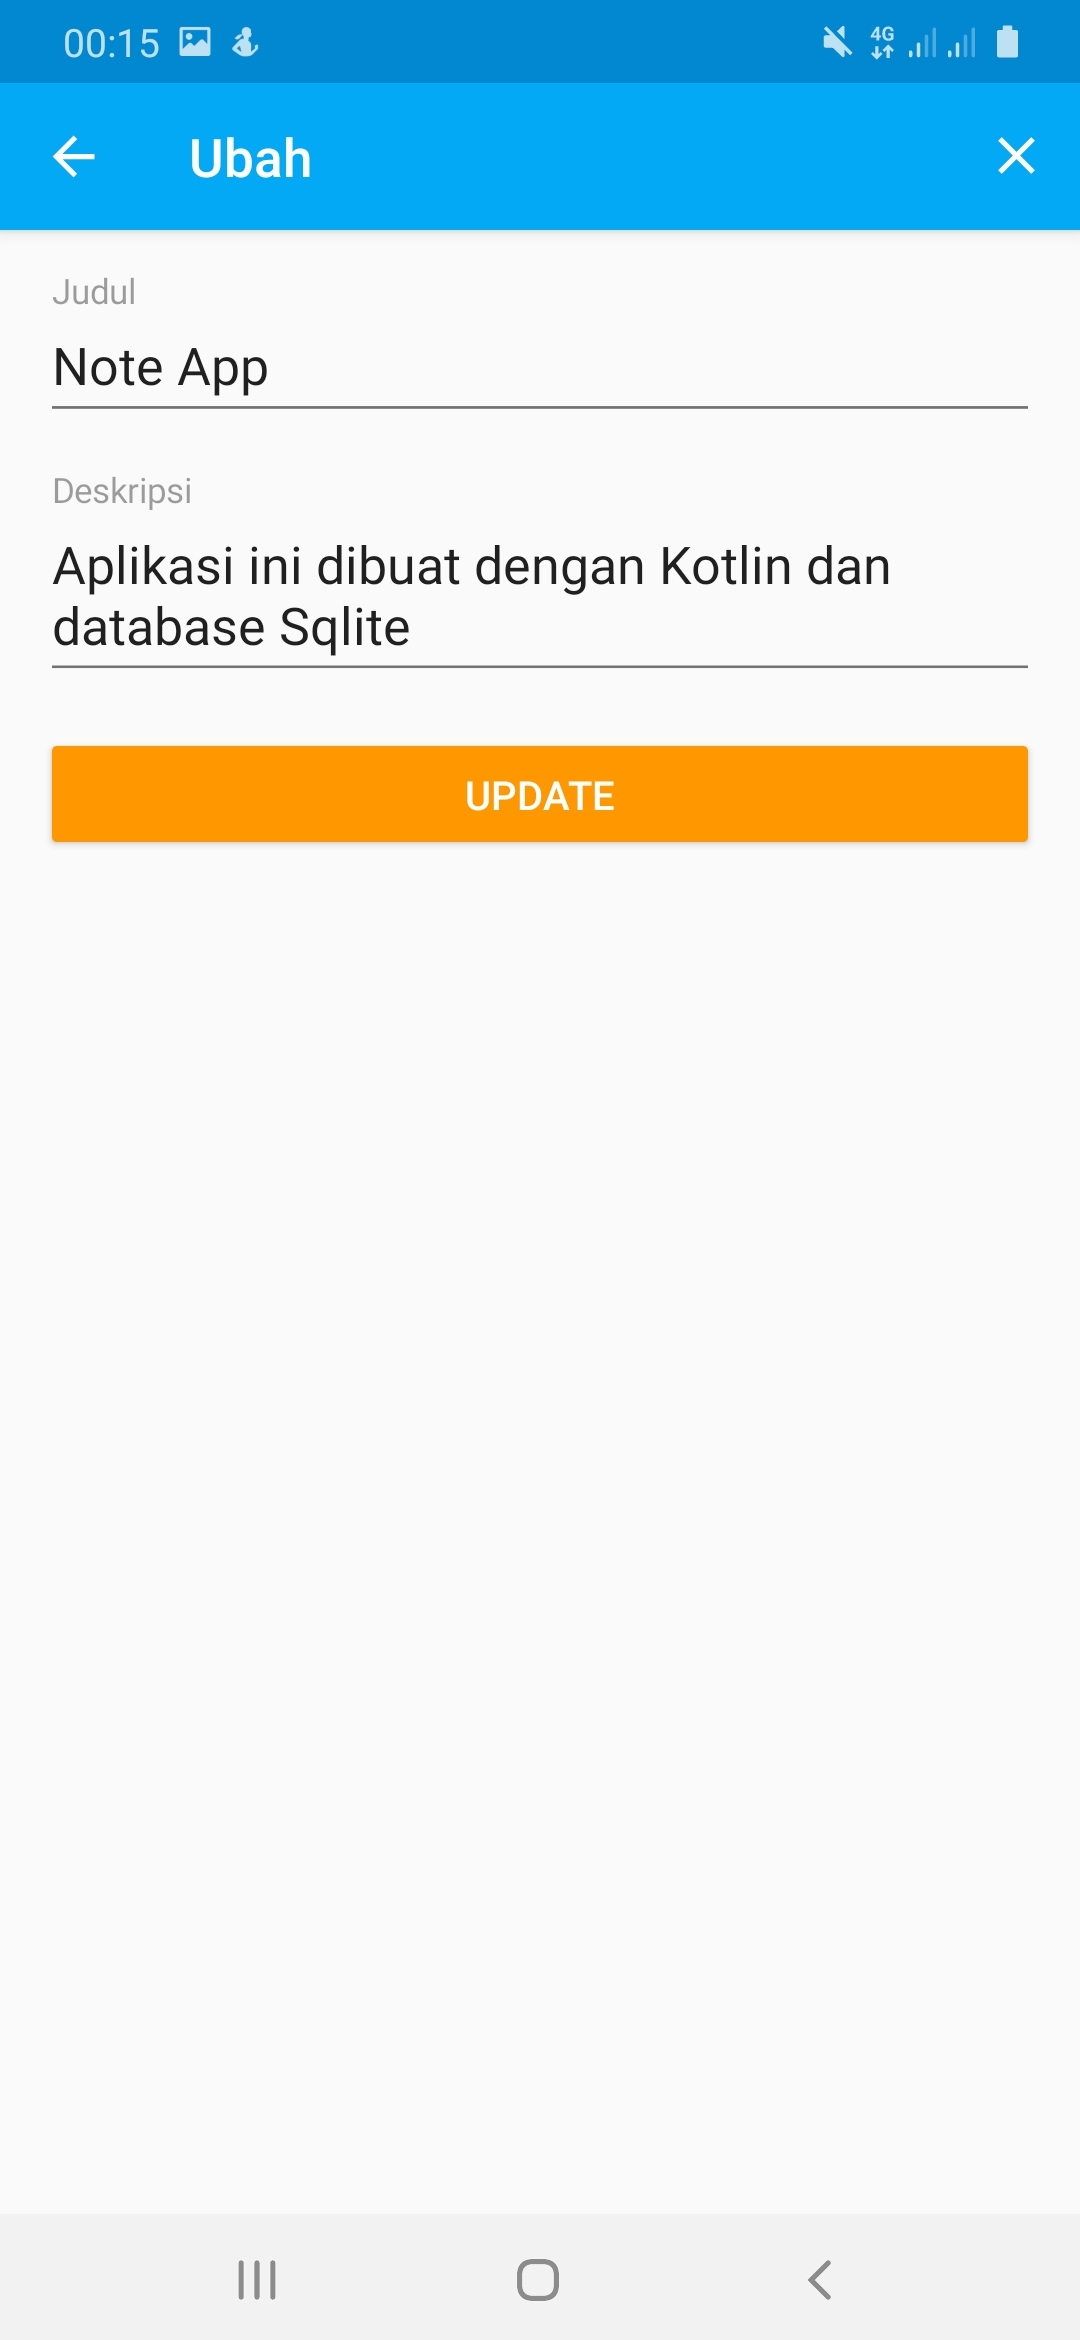 00:15
4G
Ubah
Judul
Note App
Deskripsi
Aplikasi ini dibuat dengan Kotlin dan
database Sqlite
UPDATE